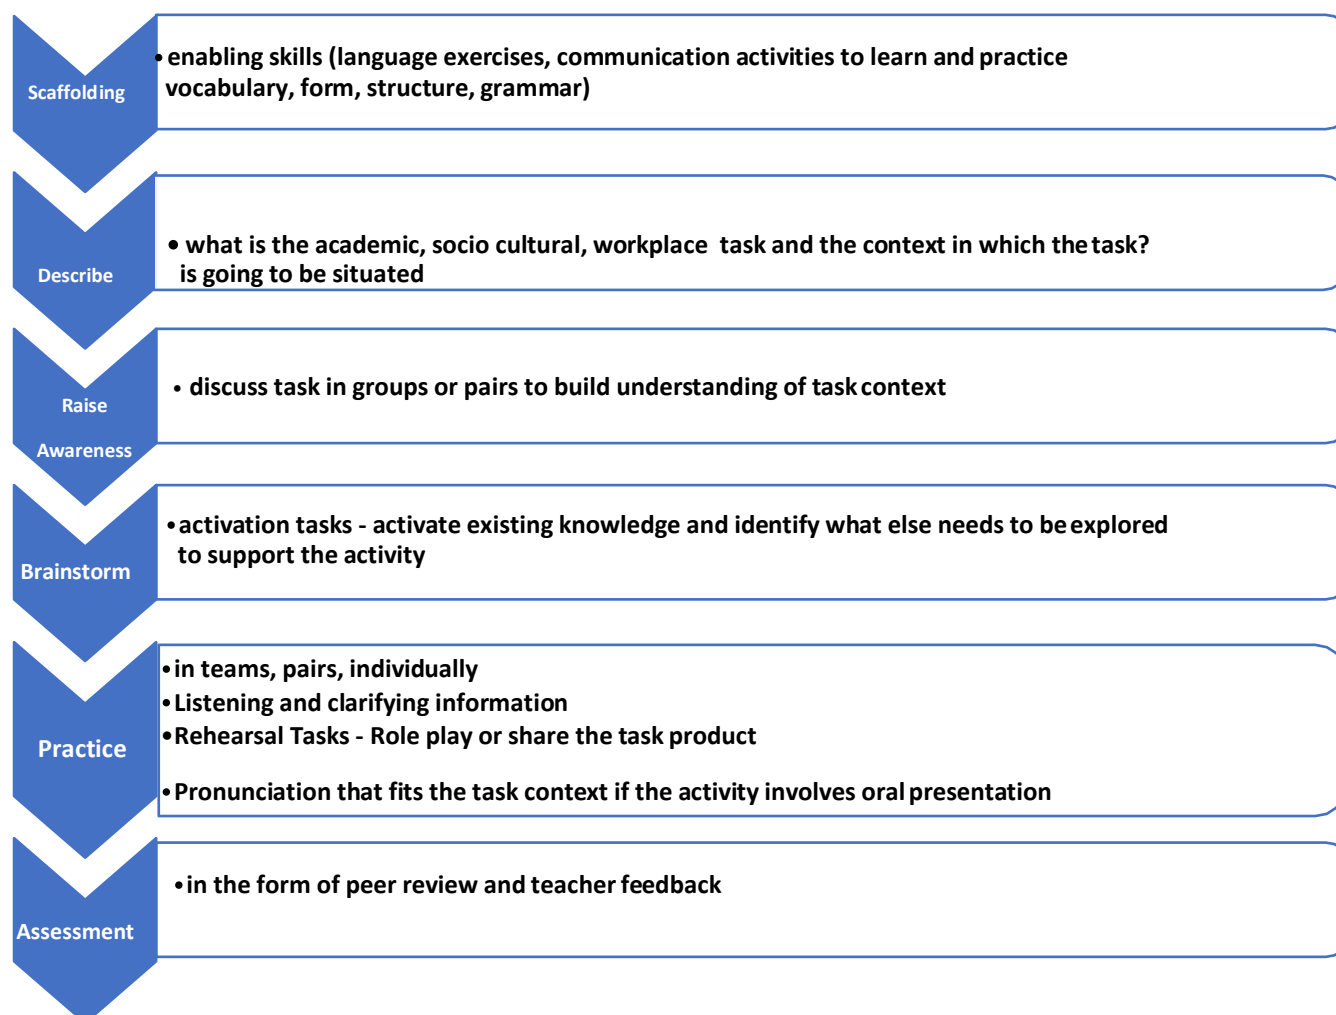 Scaffolding
• enabling skills (language exercises, communication activities to learn and practice
vocabulary, form, structure, grammar)
Describe
• what is the academic, socio cultural, workplace task and the context in which the task?
is going to be situated
Raise
Awareness
• discuss task in groups or pairs to build understanding of task context
Brainstorm
• activation tasks - activate existing knowledge and identify what else needs to be explored
to support the activity
Practice
• in teams, pairs, individually
• Listening and clarifying information
• Rehearsal Tasks - Role play or share the task product
• Pronunciation that fits the task context if the activity involves oral presentation
Assessment
• in the form of peer review and teacher feedback